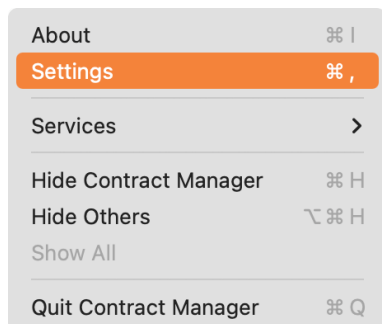 About ⌘ I
Settings ⌘ ,
Services
Hide Contract Manager ⌘ H
Hide Others ⌥ ⌘ H
Show All
Quit Contract Manager ⌘ Q